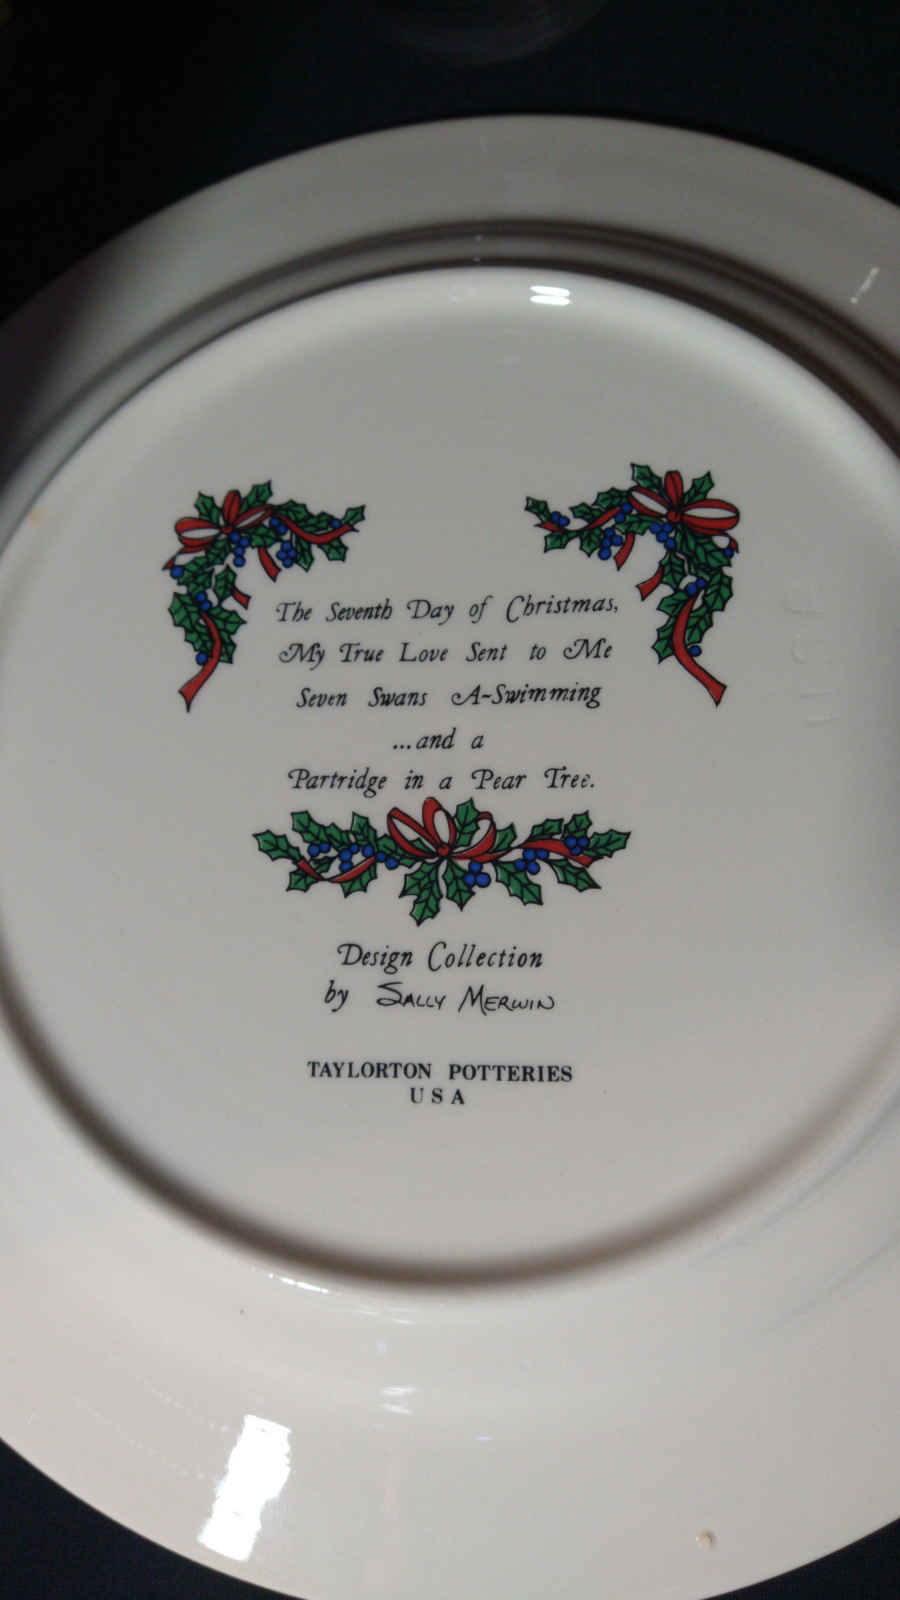 The Seventh Day of Christmas,
My True Love Sent to Me
Seven Swans A-Swimming
...and a
Partridge in a Pear Tree.
Design Collection
by Sally Merwin
TAYLORTON POTTERIES
USA